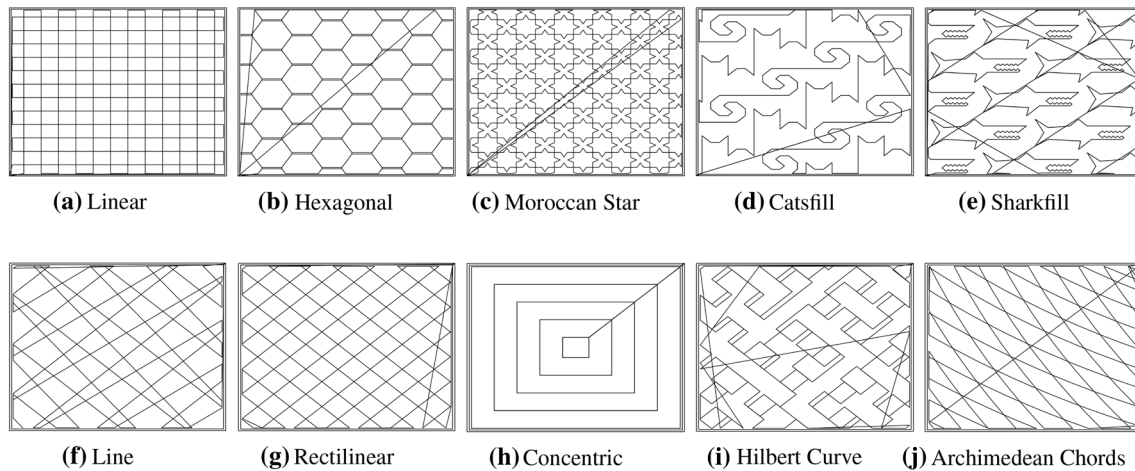 (a) Linear
(b) Hexagonal
(c) Moroccan Star
(d) Catsfill
(e) Sharkfill
(f) Line
(g) Rectilinear
(h) Concentric
(i) Hilbert Curve
(j) Archimedean Chords